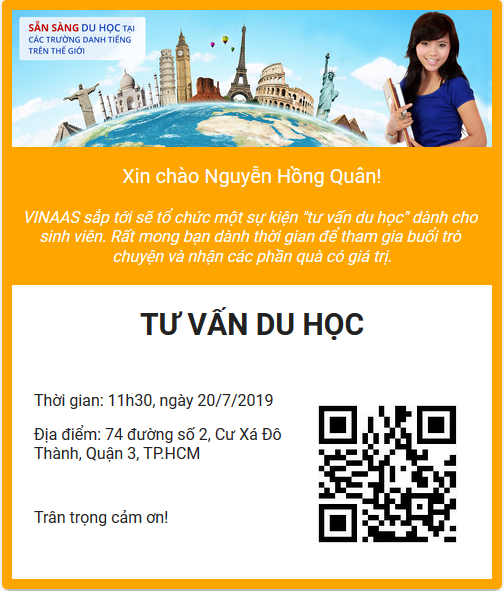 SẴN SÀNG DU HỌC TẠI
CÁC TRƯỜNG DANH TIẾNG
TRÊN THẾ GIỚI
Xin chào Nguyễn Hồng Quân!
VINAAS sắp tới sẽ tổ chức một sự kiện "tư vấn du học" dành cho
sinh viên. Rất mong bạn dành thời gian để tham gia buổi trò
chuyện và nhận các phần quà có giá trị.
TƯ VẤN DU HỌC
Thời gian: 11h30, ngày 20/7/2019
Địa điểm: 74 đường số 2, Cư Xá Đô
Thành, Quận 3, TP.HCM
Trân trọng cảm ơn!